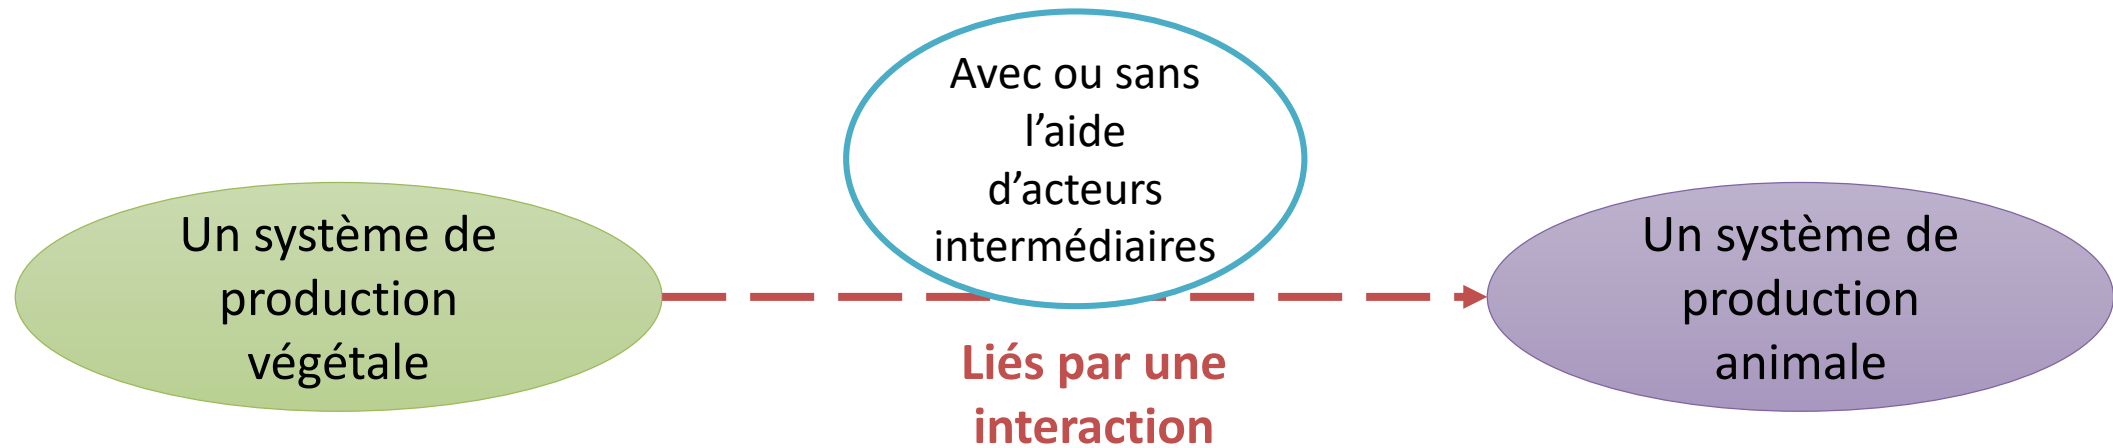 Un système de
production
végétale
Avec ou sans
l’aide
d’acteurs
intermédiaires
Liés par une
interaction
Un système de
production
animale